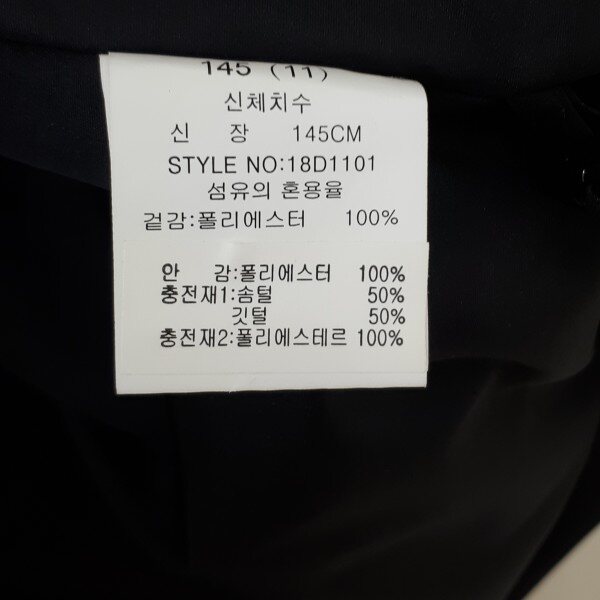 145 (11)
신체치수
신 장 145CM
STYLE NO:18D1101
섬유의 혼용율
겉감:폴리에스터 100%
안 감:폴리에스터 100%
충전재1:솜털 50%
깃털 50%
충전재2:폴리에스테르 100%